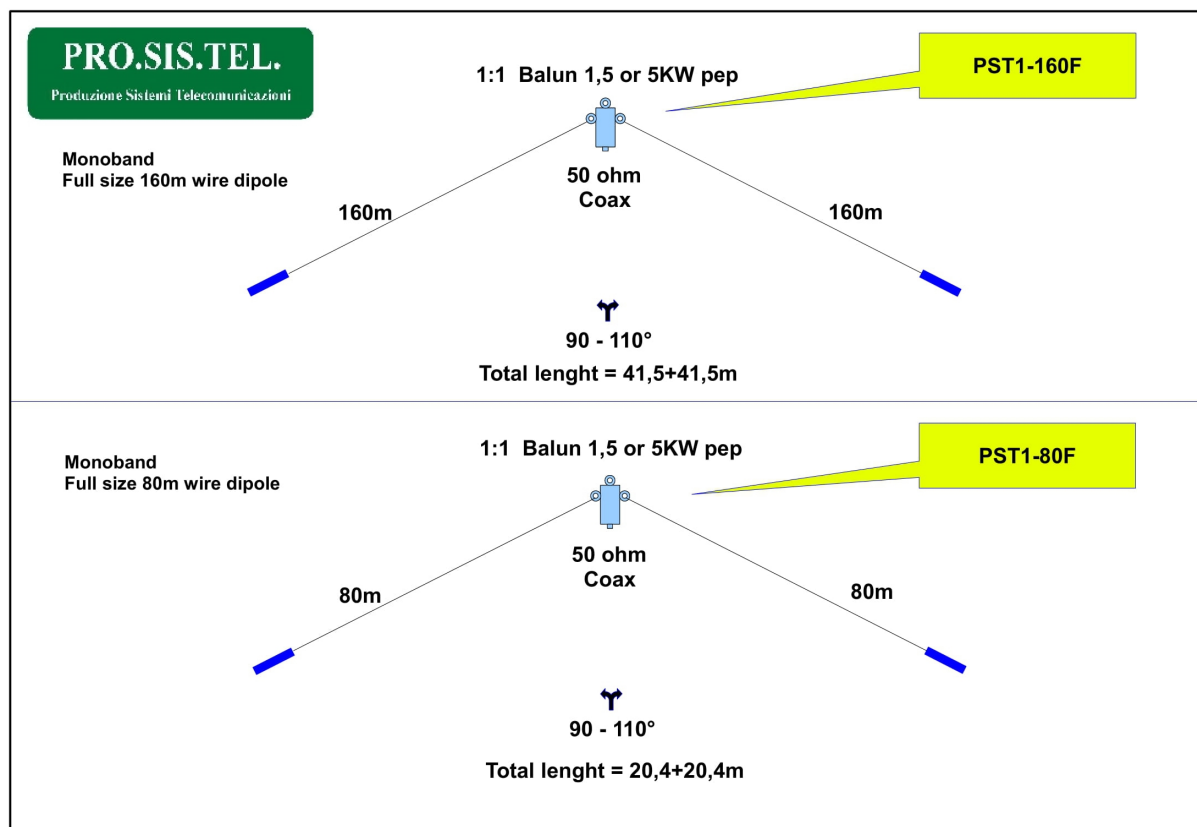 PRO.SIS.TEL.
Produzione Sistemi Telecomunicazioni
1:1 Balun 1,5 or 5KW pep
PST1-160F
Monoband
Full size 160m wire dipole
50 ohm
Coax
160m
160m
90 - 110°
Total lenght = 41,5+41,5m
1:1 Balun 1,5 or 5KW pep
PST1-80F
Monoband
Full size 80m wire dipole
50 ohm
Coax
80m
80m
90 - 110°
Total lenght = 20,4+20,4m